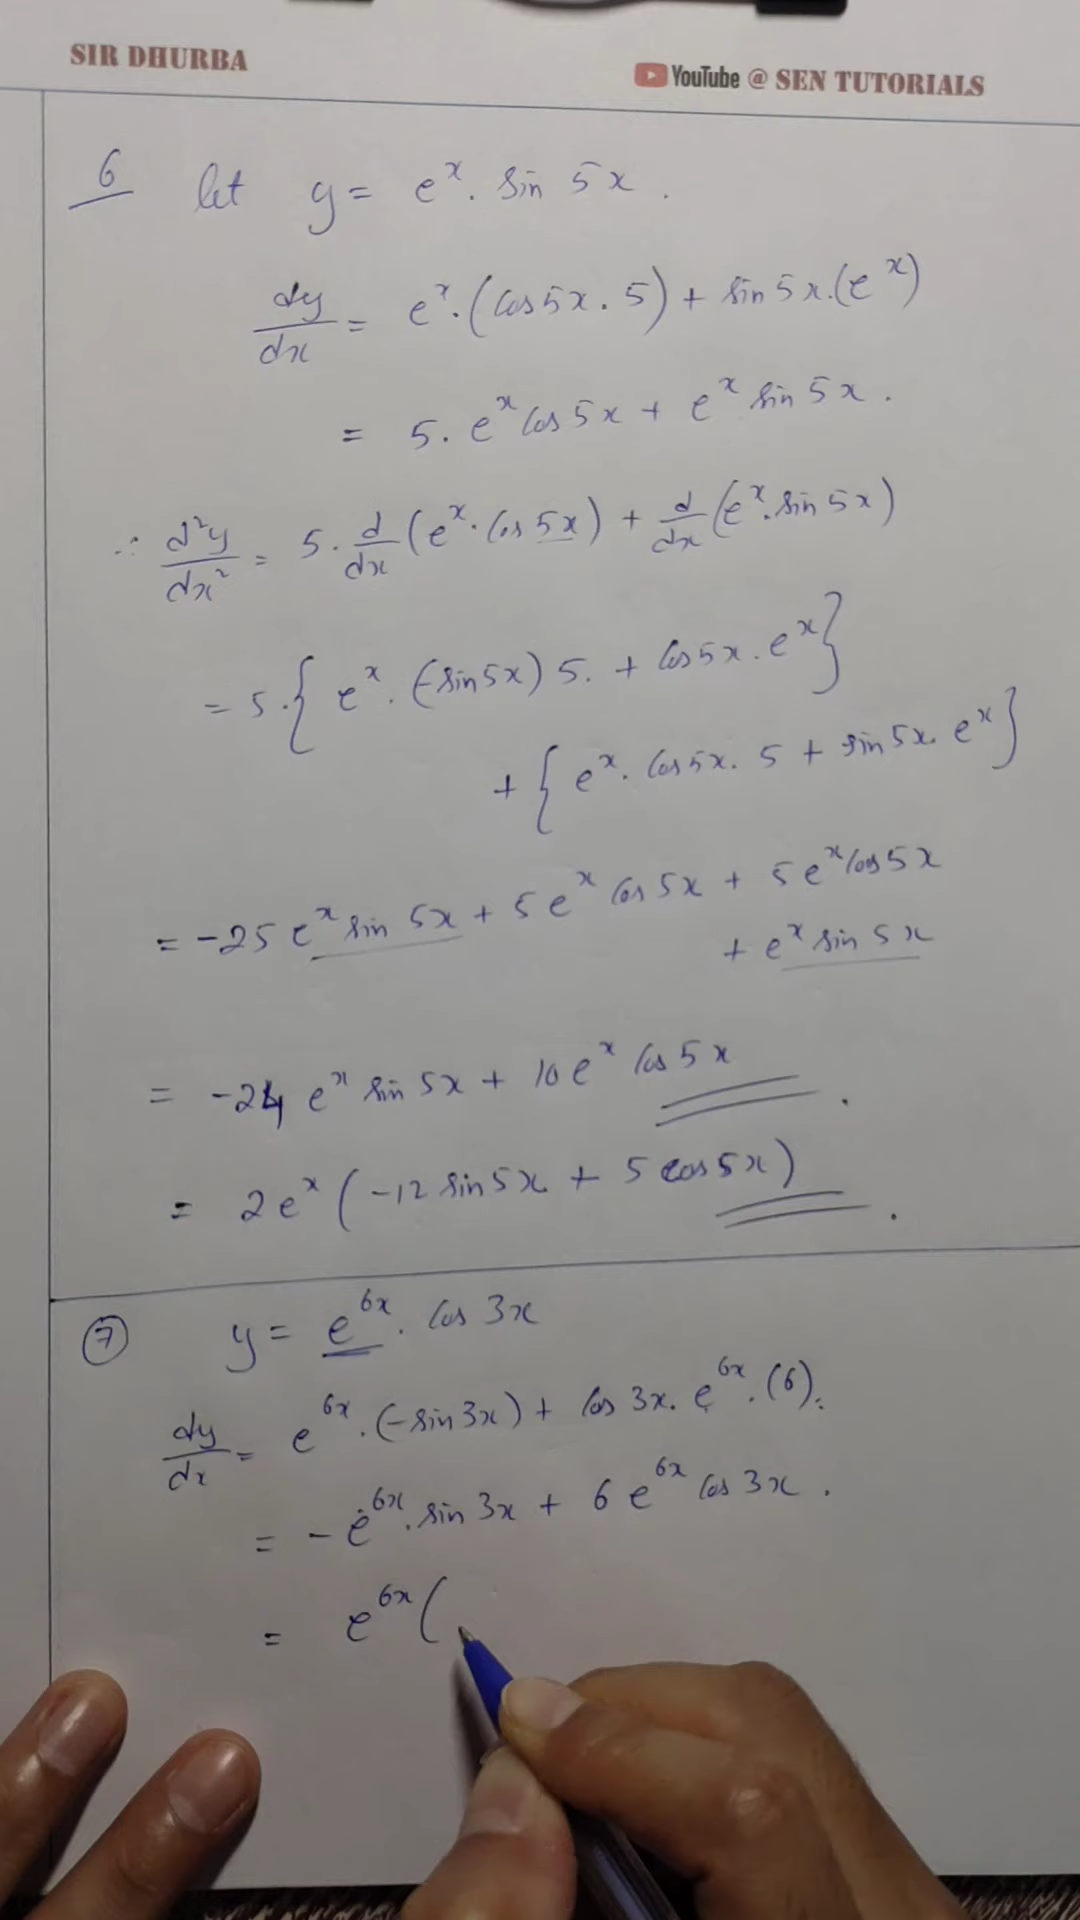 SIR DHURBA
YouTube @ SEN TUTORIALS
6 let y = e^x . sin 5x .
dy/dx = e^x . (cos 5x . 5) + sin 5x . (e^x)
= 5 . e^x cos 5x + e^x sin 5x .
∴ d²y/dx² = 5 . d/dx (e^x . cos 5x) + d/dx (e^x . sin 5x)
= 5 . { e^x . (-sin 5x) 5 . + cos 5x . e^x }
+ { e^x . cos 5x . 5 + sin 5x . e^x }
= -25 e^x sin 5x + 5 e^x cos 5x + 5 e^x cos 5x
+ e^x sin 5x
= -24 e^x sin 5x + 10 e^x cos 5x .
= 2 e^x (-12 sin 5x + 5 cos 5x) .
7 y = e^6x . cos 3x
dy/dx = e^6x . (-sin 3x) + cos 3x . e^6x . (6) .
= - e^6x . sin 3x + 6 e^6x cos 3x .
= e^6x (